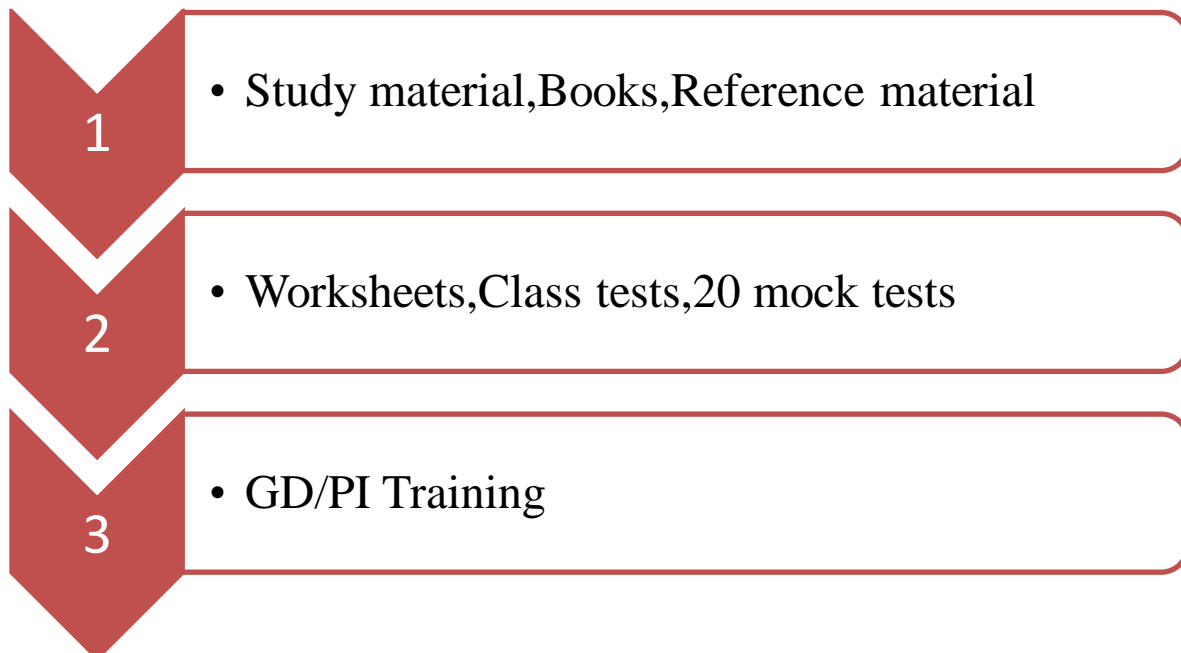 1
• Study material,Books,Reference material
2
• Worksheets,Class tests,20 mock tests
3
• GD/PI Training